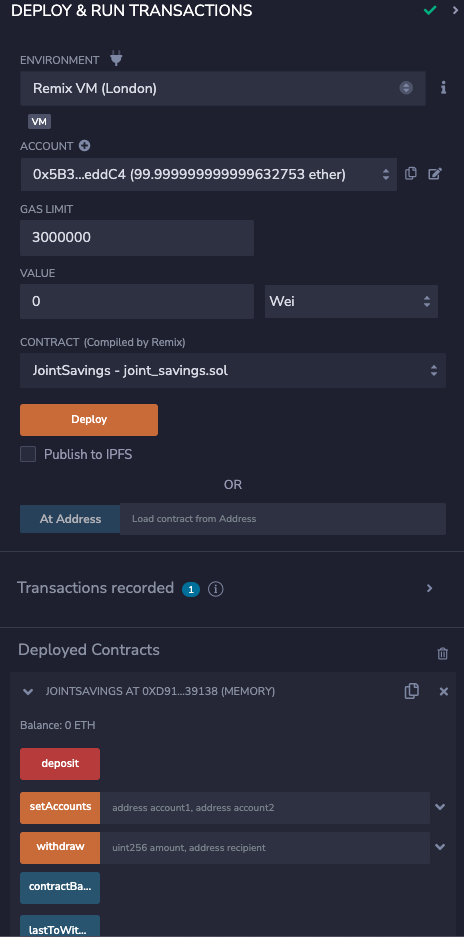 DEPLOY & RUN TRANSACTIONS
ENVIRONMENT
Remix VM (London)
VM
ACCOUNT
0x5B3...eddC4 (99.999999999999632753 ether)
GAS LIMIT
3000000
VALUE
0 Wei
CONTRACT (Compiled by Remix)
JointSavings - joint_savings.sol
Deploy
Publish to IPFS
OR
At Address Load contract from Address
Transactions recorded 1
Deployed Contracts
JOINTSAVINGS AT 0XD91...39138 (MEMORY)
Balance: 0 ETH
deposit
setAccounts address account1, address account2
withdraw uint256 amount, address recipient
contractBa...
lastToWit...